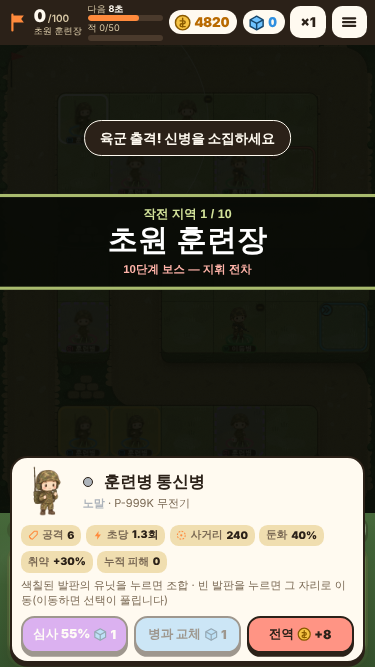 0 /100
초원 훈련장
다음 8초
적 0/50
4820
0
×1
육군 출격! 신병을 소집하세요
작전 지역 1 / 10
초원 훈련장
10단계 보스 — 지휘 전차
훈련병 통신병
노말 · P-999K 무전기
공격 6
초당 1.3회
사거리 240
둔화 40%
취약 +30%
누적 피해 0
색칠된 발판의 유닛을 누르면 조합 · 빈 발판을 누르면 그 자리로 이
동(이동하면 선택이 풀립니다)
심사 55% 1
병과 교체 1
전역 +8